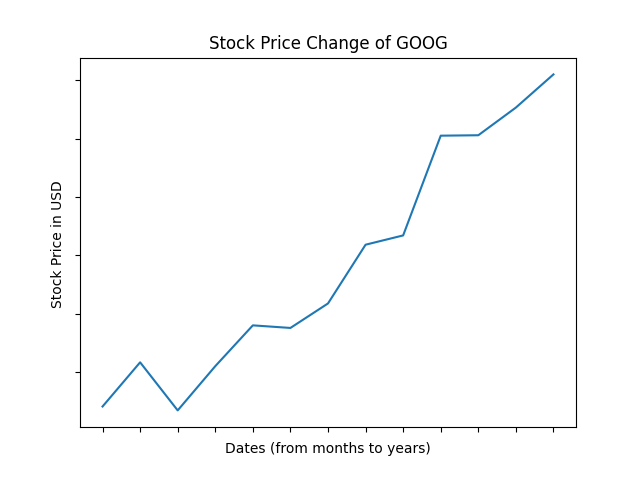 Stock Price Change of GOOG
Stock Price in USD
Dates (from months to years)